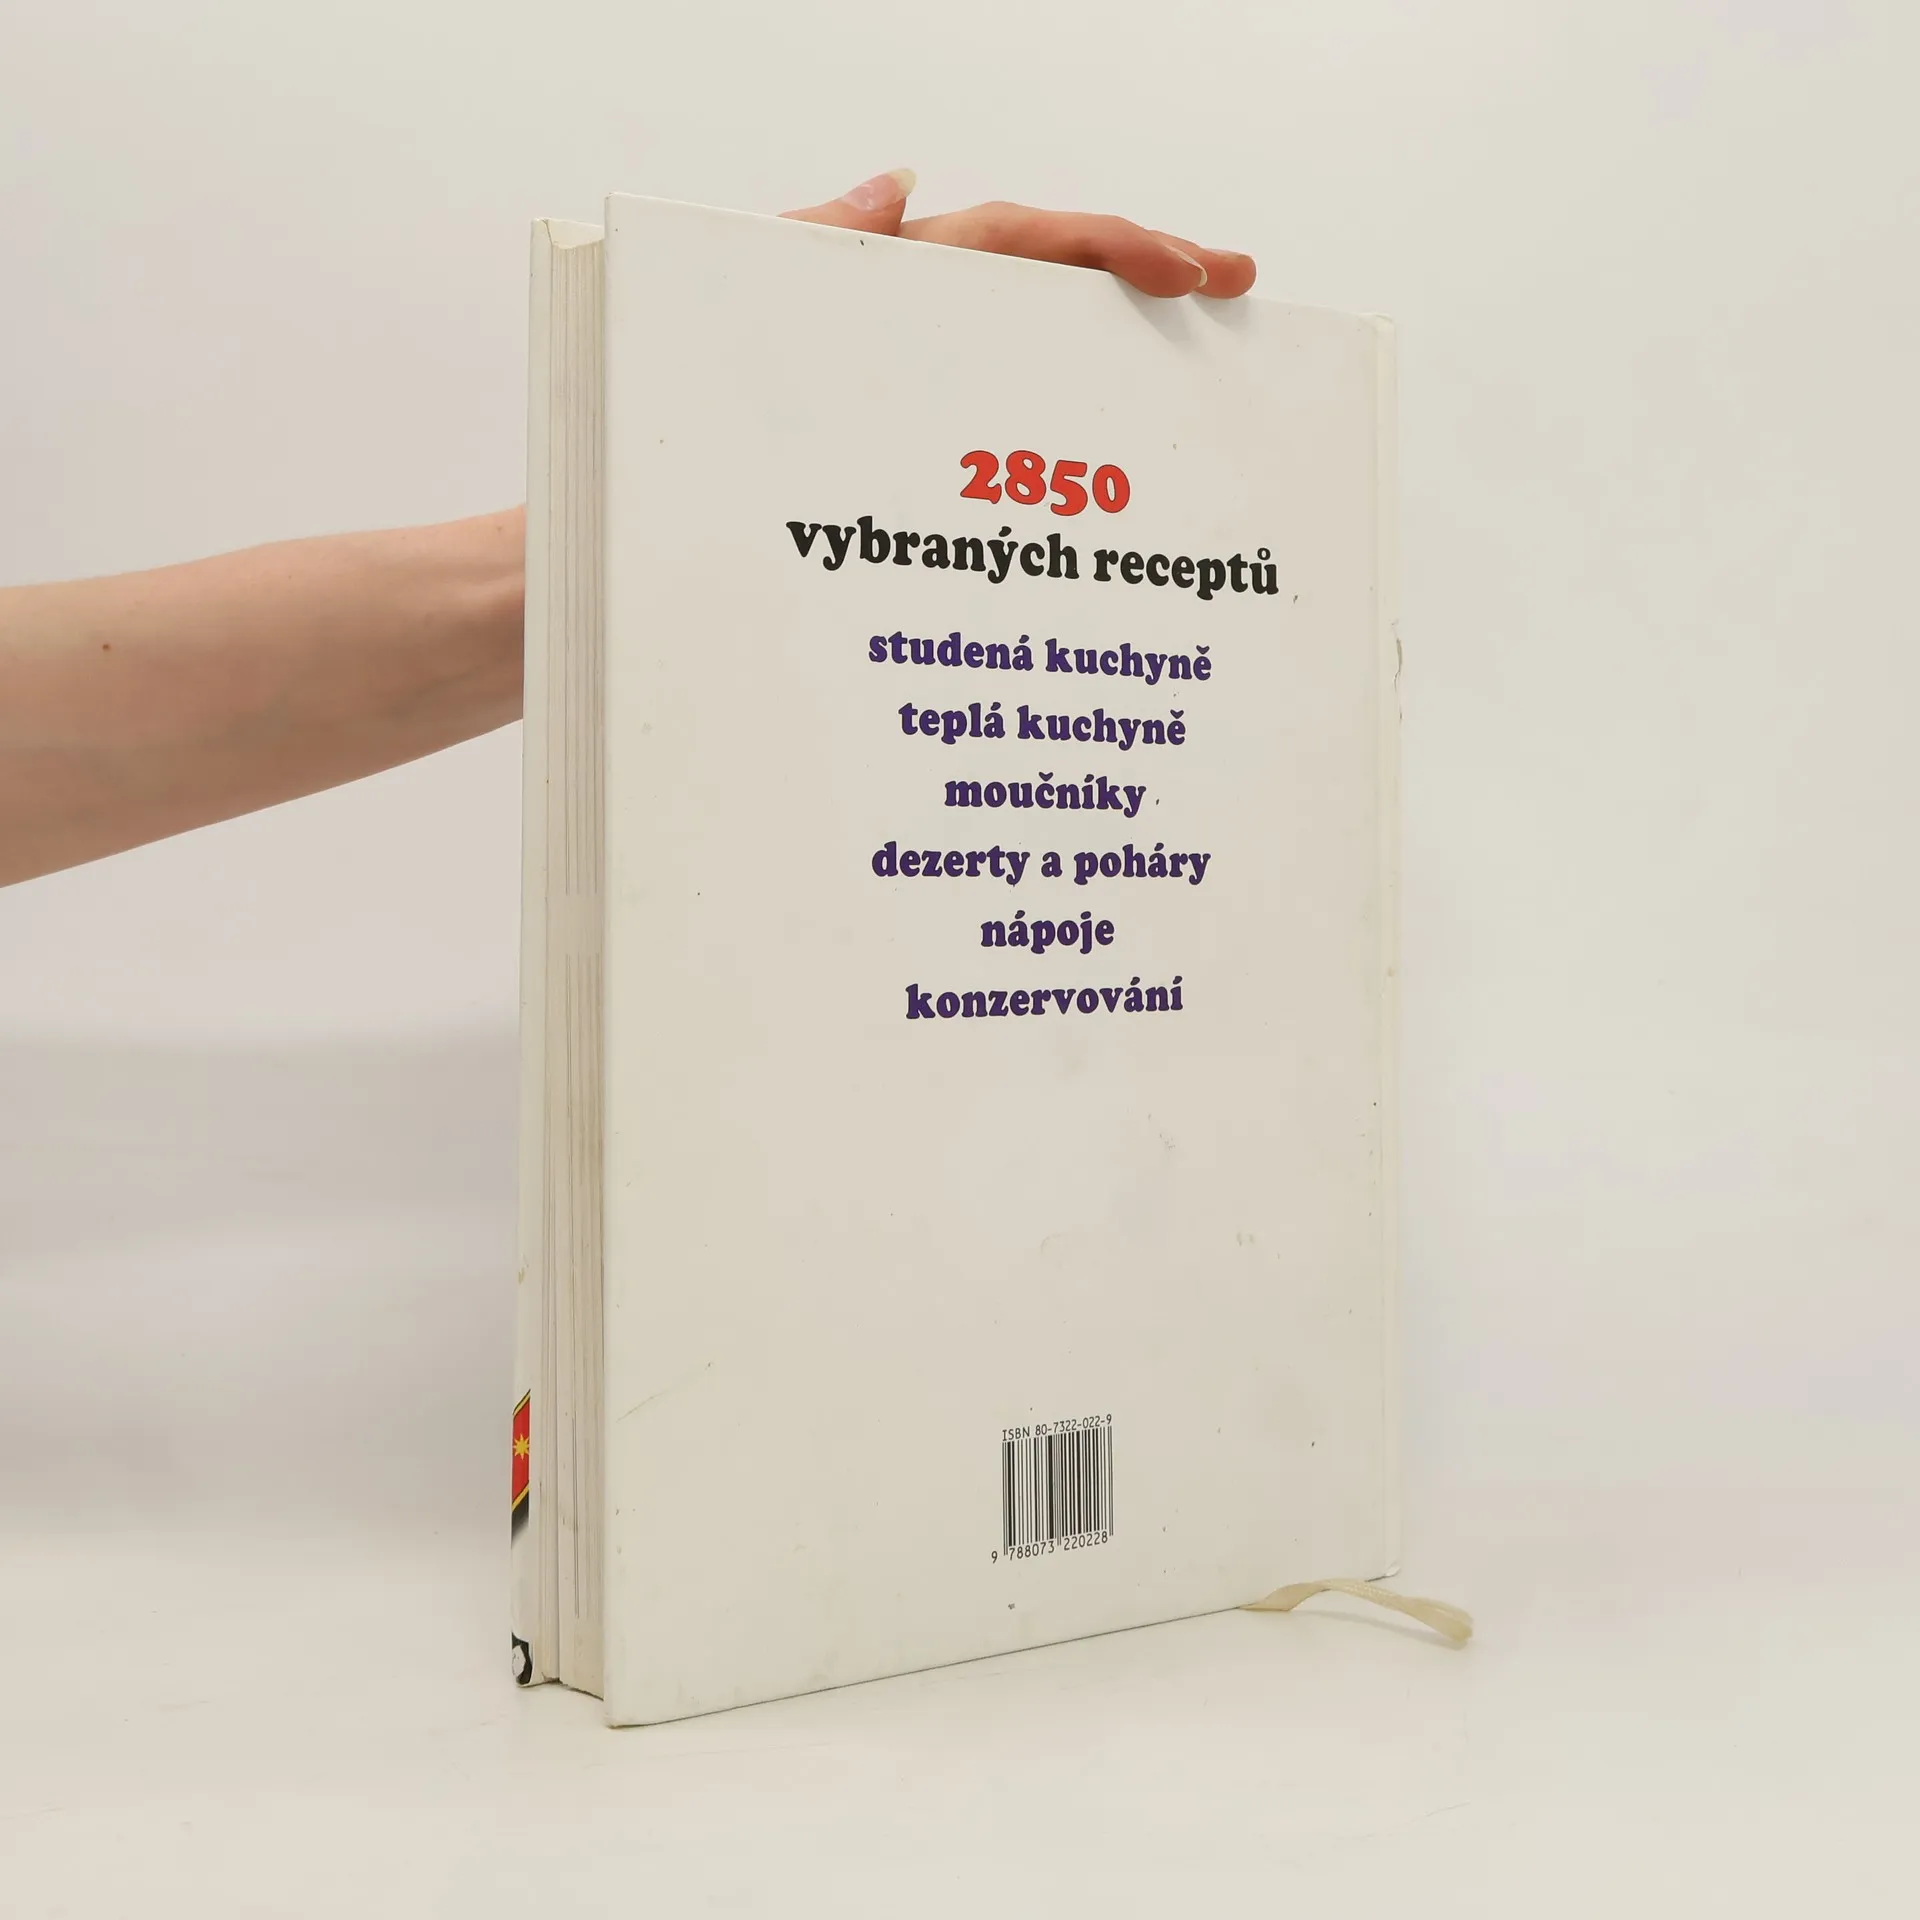 2850
vybraných receptů
studená kuchyně
teplá kuchyně
moučníky
dezerty a poháry
nápoje
konzervování
ISBN 80-7322-022-9
9 788073 220228